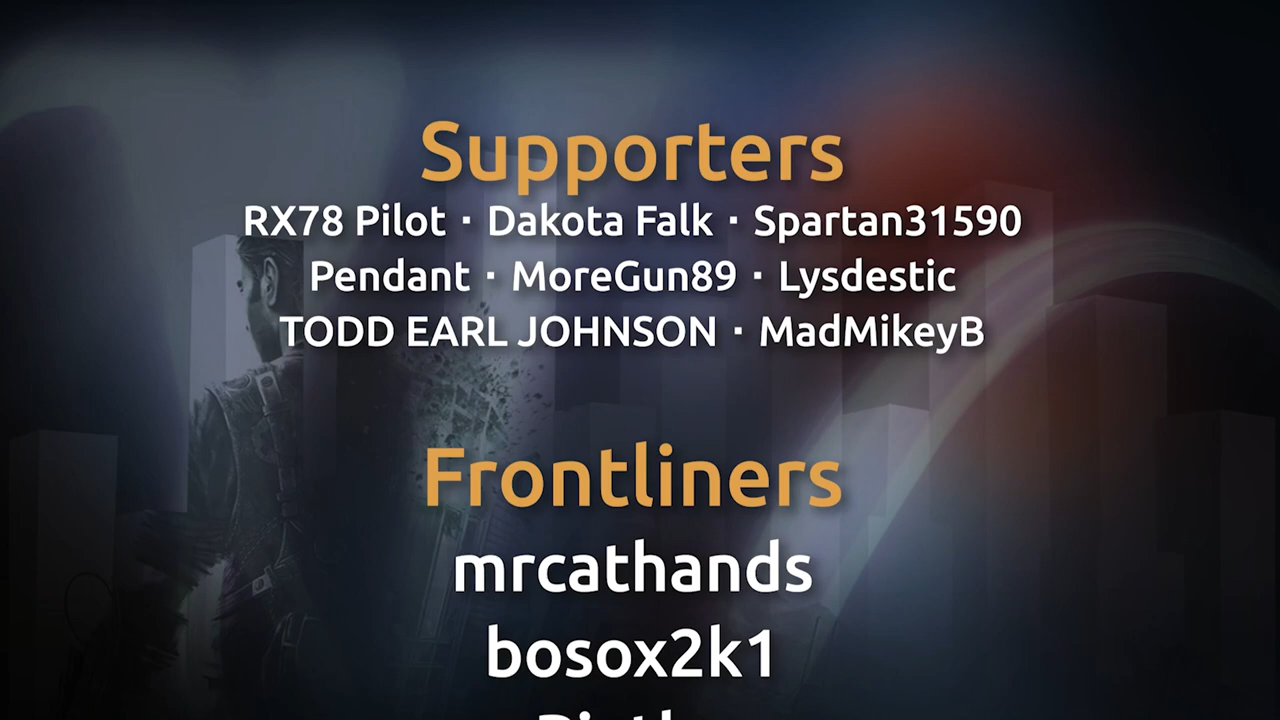 Supporters
RX78 Pilot · Dakota Falk · Spartan31590
Pendant · MoreGun89 · Lysdestic
TODD EARL JOHNSON · MadMikeyB
Frontliners
mrcathands
bosox2k1